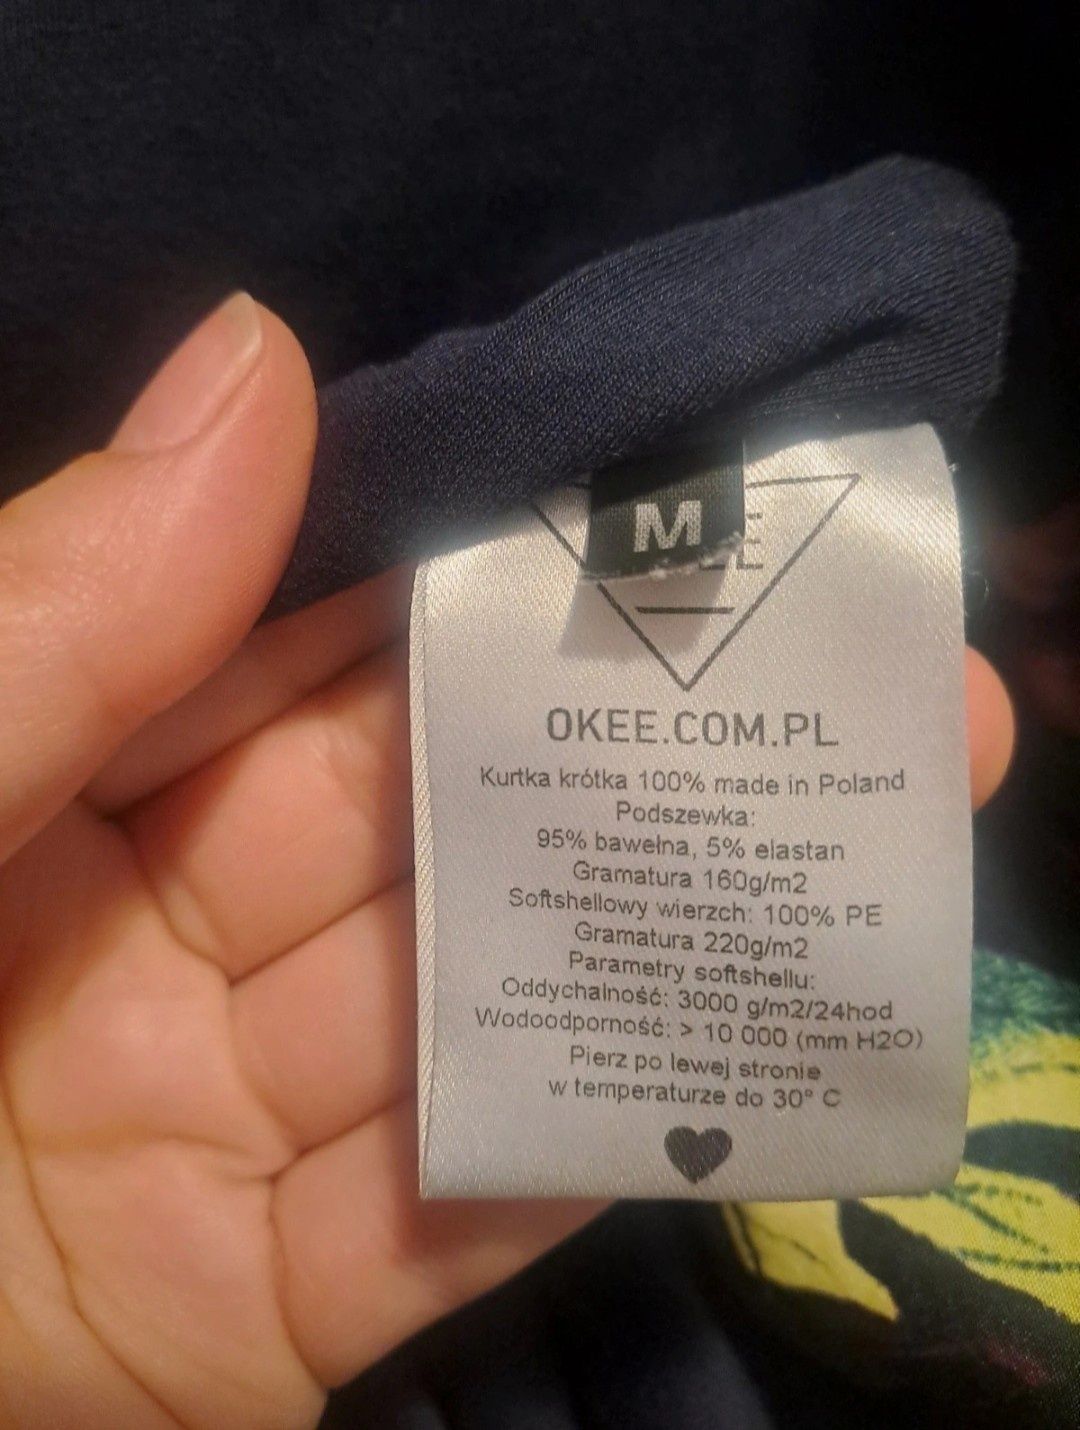 M
OKEE.COM.PL
Kurtka krótka 100% made in Poland
Podszewka:
95% bawełna, 5% elastan
Gramatura 160g/m2
Softshellowy wierzch: 100% PE
Gramatura 220g/m2
Parametry softshellu:
Oddychalność: 3000 g/m2/24hod
Wodoodporność: > 10 000 (mm H2O)
Pierz po lewej stronie
w temperaturze do 30° C